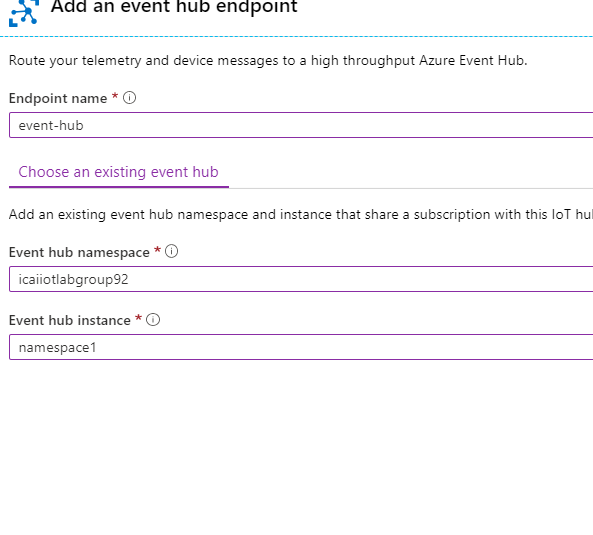 Add an event hub endpoint
Route your telemetry and device messages to a high throughput Azure Event Hub.
Endpoint name *
event-hub
Choose an existing event hub
Add an existing event hub namespace and instance that share a subscription with this IoT hu
Event hub namespace *
icaiiotlabgroup92
Event hub instance *
namespace1